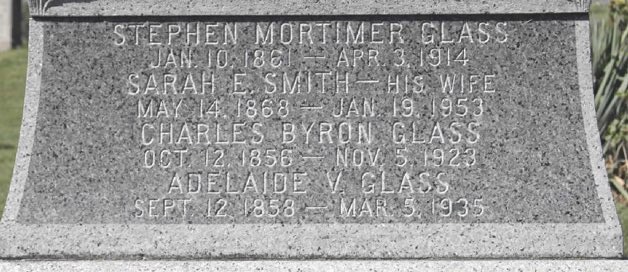 STEPHEN MORTIMER GLASS
JAN. 10. 1861 — APR. 3. 1914
SARAH E. SMITH — HIS WIFE
MAY 14. 1868 — JAN. 19. 1953
CHARLES BYRON GLASS
OCT. 12. 1856 — NOV. 5. 1923
ADELAIDE V. GLASS
SEPT. 12. 1858 — MAR. 5. 1935